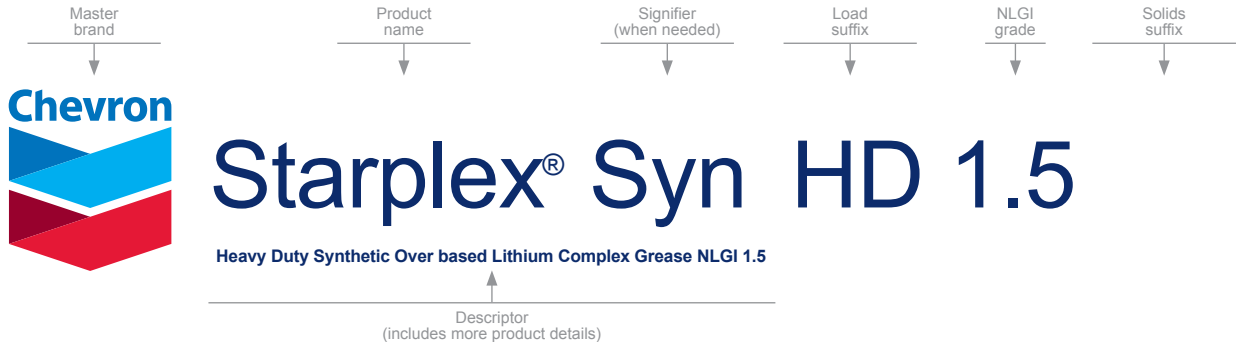 Master
brand
Product
name
Signifier
(when needed)
Load
suffix
NLGI
grade
Solids
suffix
Chevron
Starplex® Syn HD 1.5
Heavy Duty Synthetic Over based Lithium Complex Grease NLGI 1.5
Descriptor
(includes more product details)